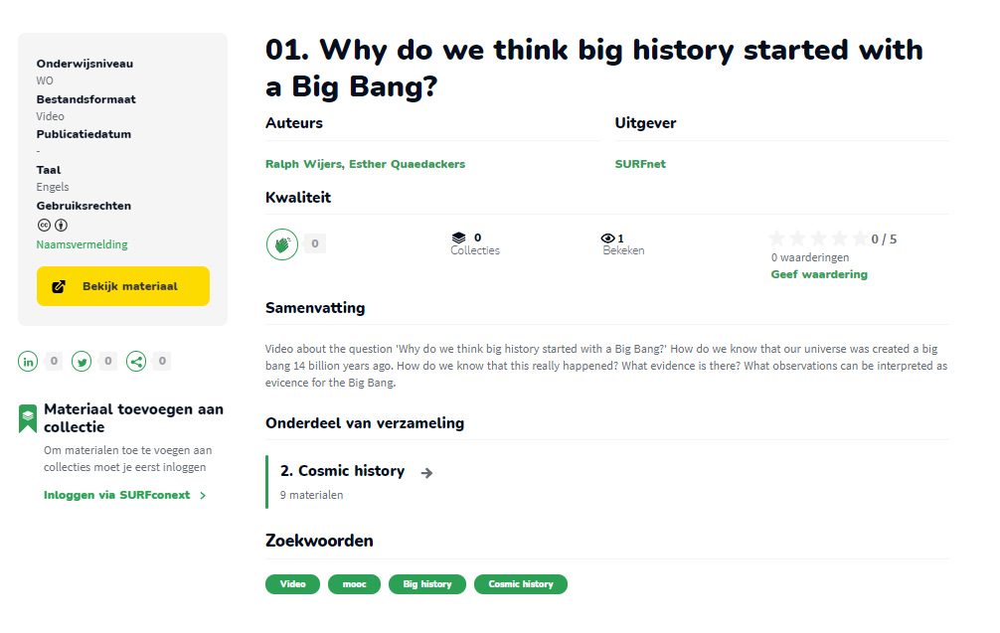 Onderwijsniveau
WO
Bestandsformaat
Video
Publicatiedatum
-
Taal
Engels
Gebruiksrechten
cc
Naamsvermelding
Bekijk materiaal
in 0 0 0
Materiaal toevoegen aan
collectie
Om materialen toe te voegen aan
collecties moet je eerst inloggen
Inloggen via SURFconext >
01. Why do we think big history started with
a Big Bang?
Auteurs
Ralph Wijers, Esther Quaedackers
Uitgever
SURFnet
Kwaliteit
0
0
Collecties
1
Bekeken
0 / 5
0 waarderingen
Geef waardering
Samenvatting
Video about the question 'Why do we think big history started with a Big Bang?' How do we know that our universe was created a big
bang 14 billion years ago. How do we know that this really happened? What evidence is there? What observations can be interpreted as
evicence for the Big Bang.
Onderdeel van verzameling
2. Cosmic history →
9 materialen
Zoekwoorden
Video mooc Big history Cosmic history